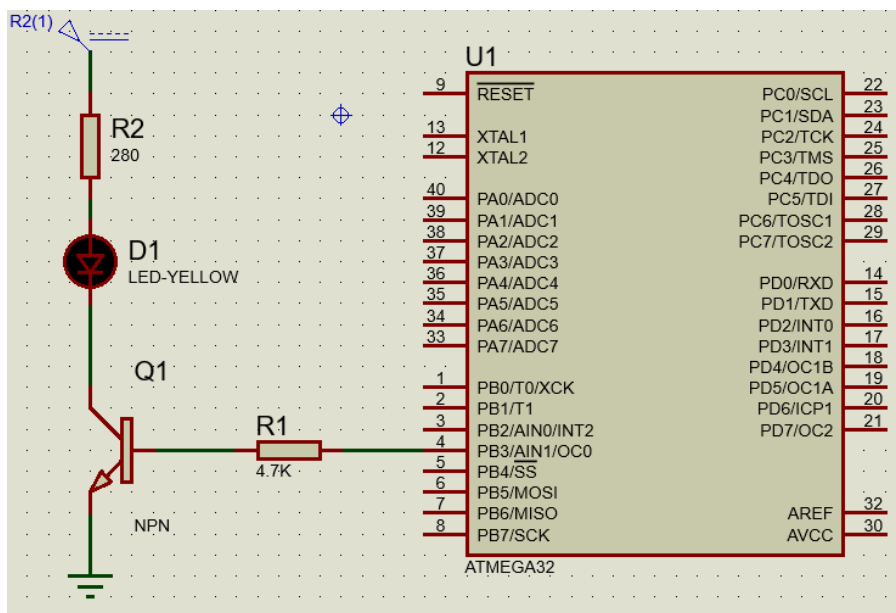 R2(1)
R2
280
D1
LED-YELLOW
Q1
NPN
R1
4.7K
U1
9 RESET PC0/SCL 22
PC1/SDA 23
13 XTAL1 PC2/TCK 24
12 XTAL2 PC3/TMS 25
PC4/TDO 26
40 PA0/ADC0 PC5/TDI 27
39 PA1/ADC1 PC6/TOSC1 28
38 PA2/ADC2 PC7/TOSC2 29
37 PA3/ADC3
36 PA4/ADC4 PD0/RXD 14
35 PA5/ADC5 PD1/TXD 15
34 PA6/ADC6 PD2/INT0 16
33 PA7/ADC7 PD3/INT1 17
PD4/OC1B 18
1 PB0/T0/XCK PD5/OC1A 19
2 PB1/T1 PD6/ICP1 20
3 PB2/AIN0/INT2 PD7/OC2 21
4 PB3/AIN1/OC0
5 PB4/SS
6 PB5/MOSI
7 PB6/MISO AREF 32
8 PB7/SCK AVCC 30
ATMEGA32